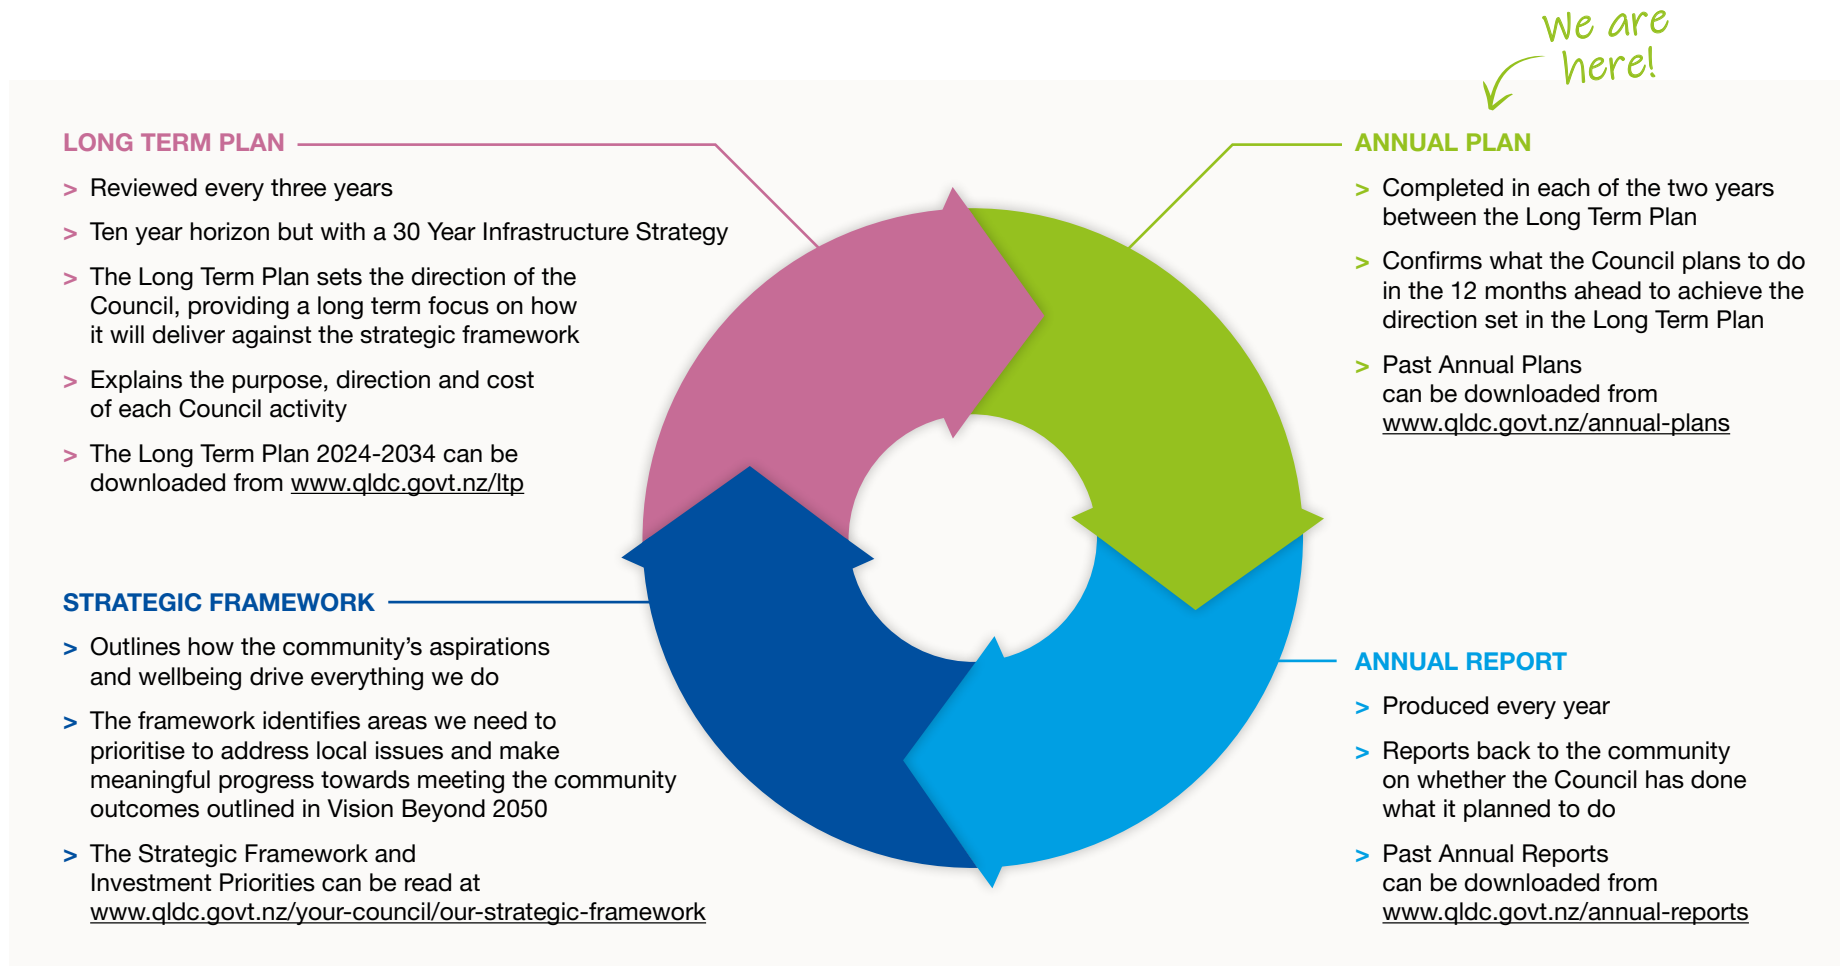 We are
here!
LONG TERM PLAN
> Reviewed every three years
> Ten year horizon but with a 30 Year Infrastructure Strategy
> The Long Term Plan sets the direction of the
Council, providing a long term focus on how
it will deliver against the strategic framework
> Explains the purpose, direction and cost
of each Council activity
> The Long Term Plan 2024-2034 can be
downloaded from www.qldc.govt.nz/ltp
ANNUAL PLAN
> Completed in each of the two years
between the Long Term Plan
> Confirms what the Council plans to do
in the 12 months ahead to achieve the
direction set in the Long Term Plan
> Past Annual Plans
can be downloaded from
www.qldc.govt.nz/annual-plans
STRATEGIC FRAMEWORK
> Outlines how the community’s aspirations
and wellbeing drive everything we do
> The framework identifies areas we need to
prioritise to address local issues and make
meaningful progress towards meeting the community
outcomes outlined in Vision Beyond 2050
> The Strategic Framework and
Investment Priorities can be read at
www.qldc.govt.nz/your-council/our-strategic-framework
ANNUAL REPORT
> Produced every year
> Reports back to the community
on whether the Council has done
what it planned to do
> Past Annual Reports
can be downloaded from
www.qldc.govt.nz/annual-reports